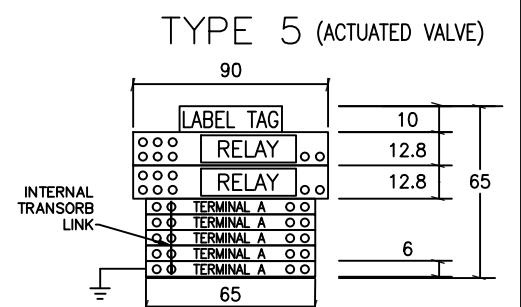 TYPE 5 (ACTUATED VALVE)
90
LABEL TAG
10
RELAY
12.8
RELAY
12.8
65
INTERNAL
TRANSORB
LINK
TERMINAL A
TERMINAL A
TERMINAL A
TERMINAL A
TERMINAL A
6
65